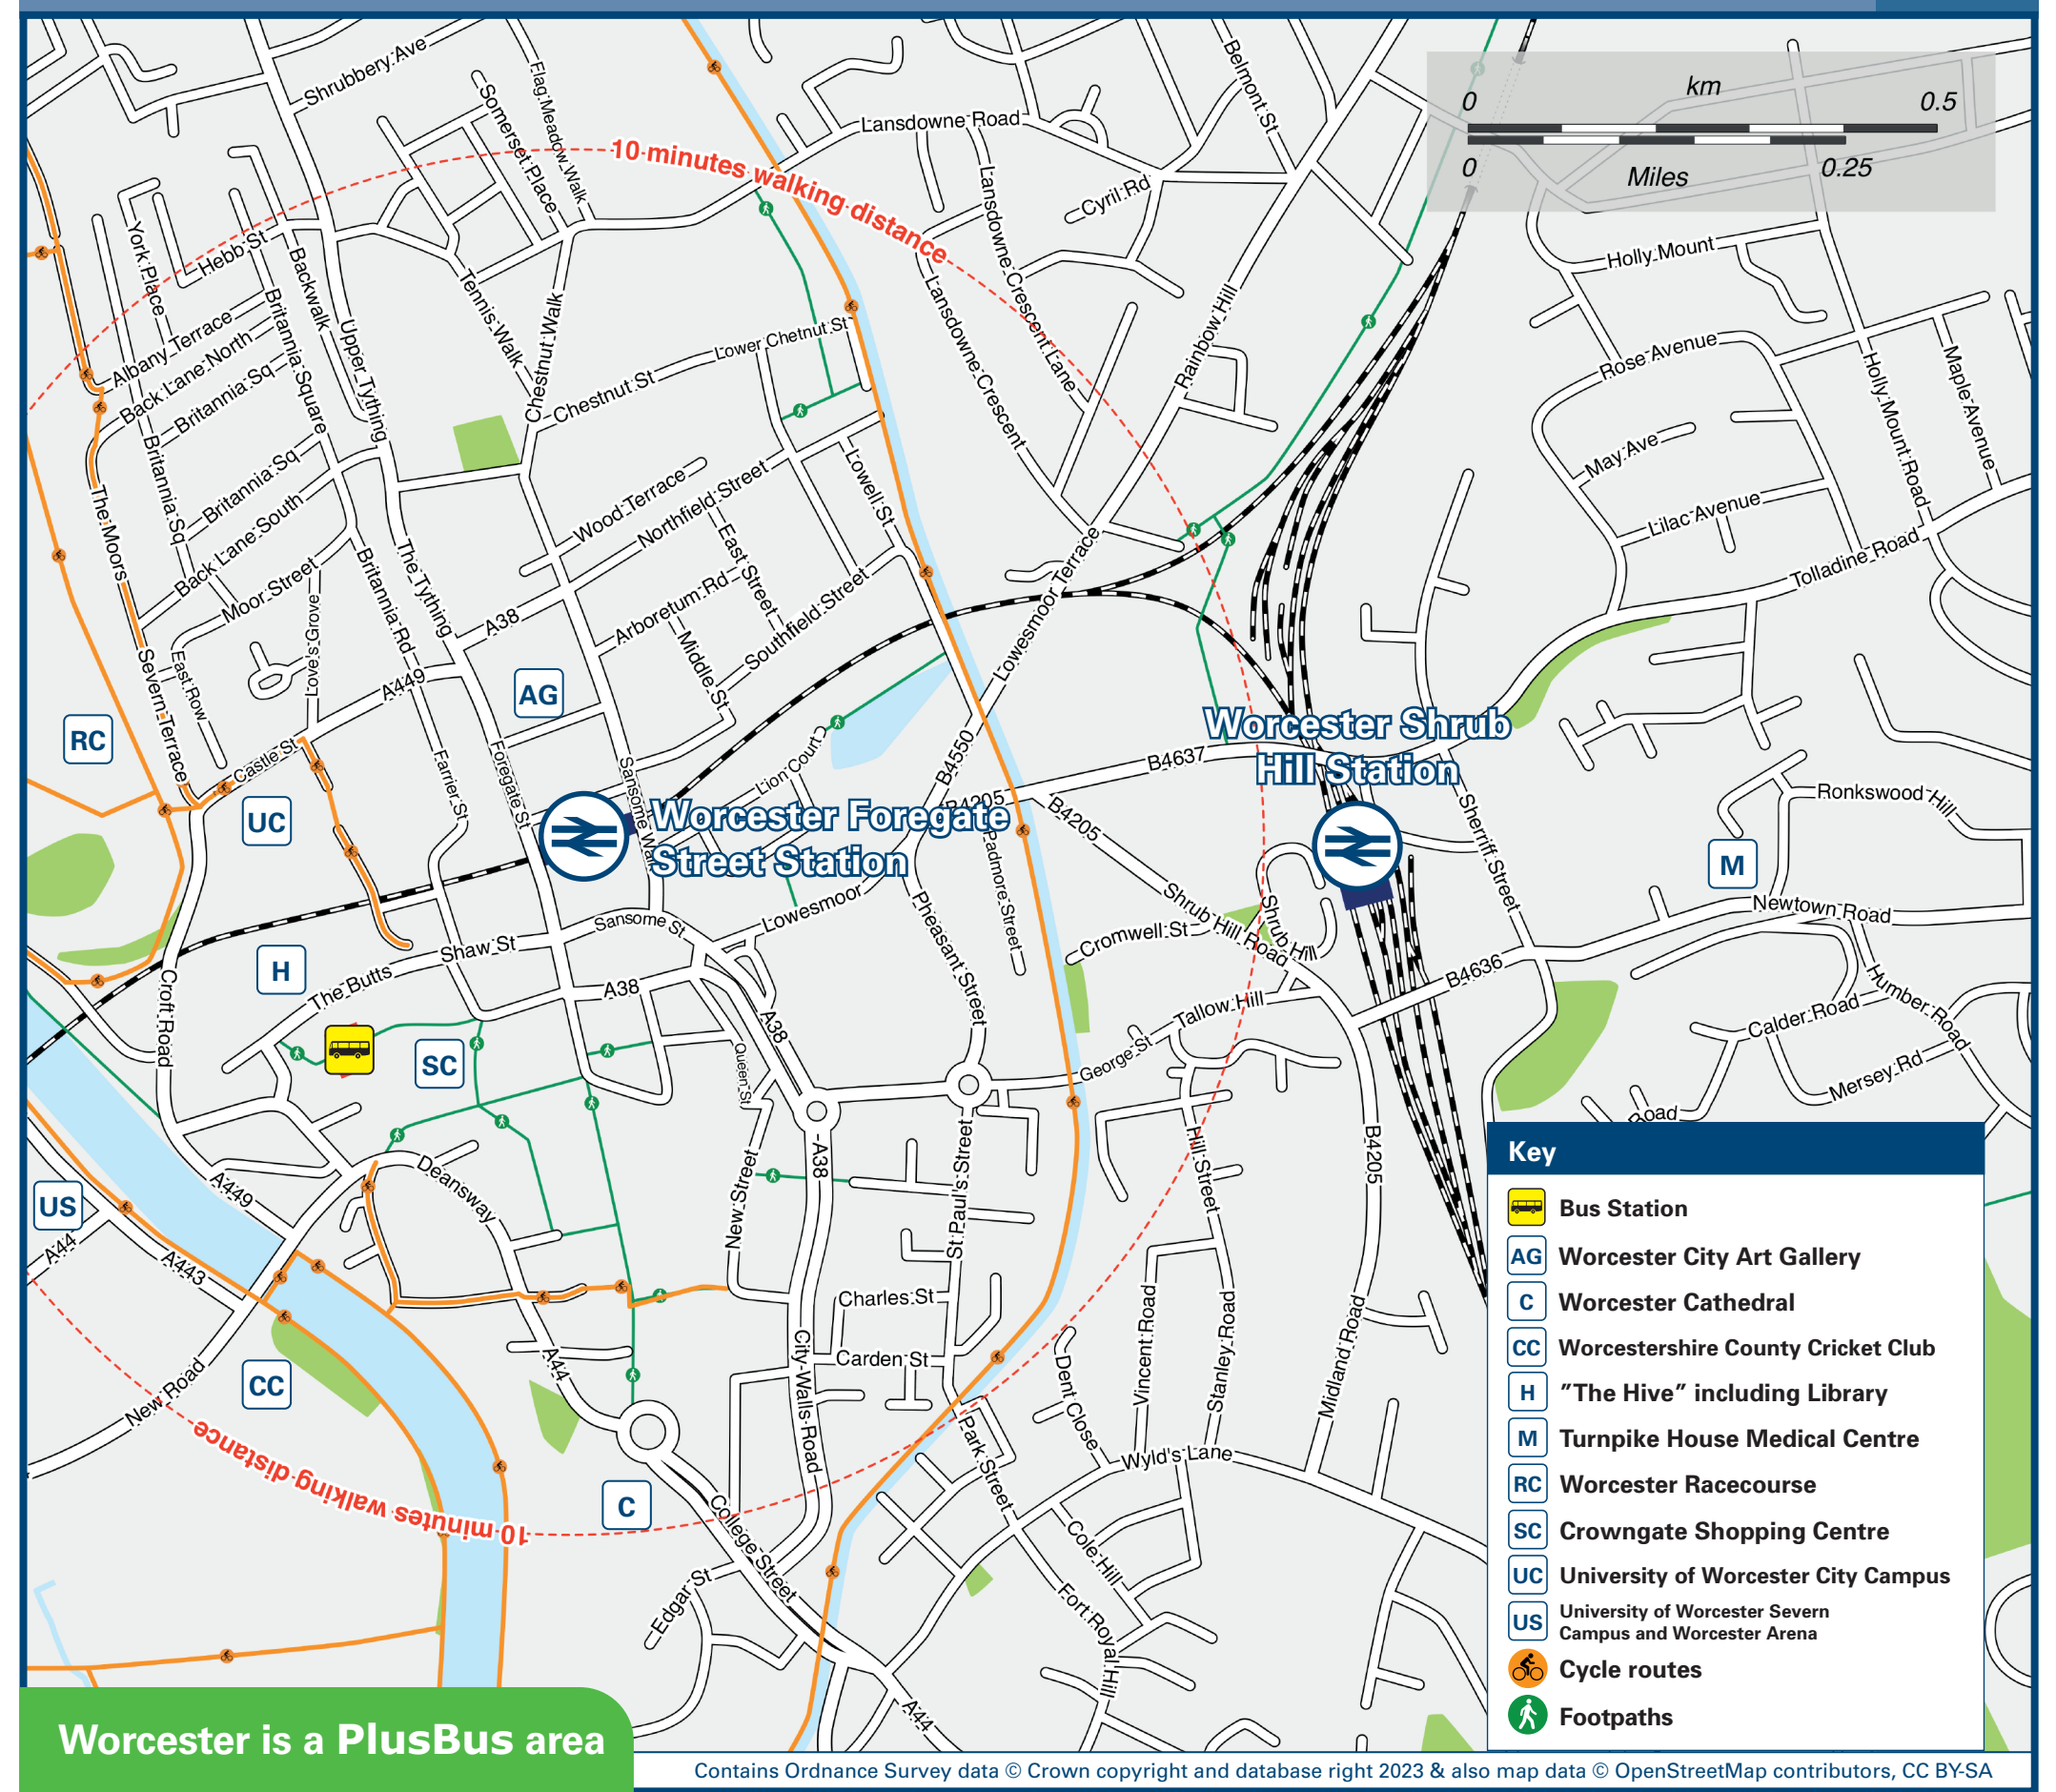 Shrubbery Ave
Flag Meadow Walk
Somerset Place
Belmont St
km
0
0.5
0
0.25
Miles
Lansdowne Road
10 minutes walking distance
Cyril Rd
Lansdowne Crescent Lane
York Place
Hebb St
Backwalk
Holly Mount
Tennis Walk
Chestnut Walk
Lansdowne Crescent
Rainbow Hill
Albany Terrace
Britannia Square
Upper Tything
Lower Chetnut St
Back Lane North
Rose Avenue
Holly Mount Road
Maple Avenue
Britannia Sq
Chestnut St
Britannia Sq
Britannia Sq
May Ave
Wood Terrace
Northfield Street
Lowell St
The Moors
Back Lane South
Lilac Avenue
Tolladine Road
Moor Street
Britannia Rd
The Tything
East Street
Lowesmoor Terrace
Love's Grove
A38
Arboretum Rd
Southfield Street
Severn Terrace
East Row
A449
Middle St
AG
RC
Worcester Shrub
Hill Station
Castle St
Farrier St
Foregate St
Sansome Walk
Lion Court
B4550
B4637
UC
B4205
B4205
Worcester Foregate
Street Station
Padmore Street
Sherriff Street
Ronkswood Hill
M
Shrub Hill Road
Shrub Hill
Newtown Road
Lowesmoor
Sansome St
Pheasant Street
Cromwell St
Shaw St
H
The Butts
B4636
Croft Road
A38
A38
Tallow Hill
Humber Road
Calder Road
SC
Queen St
George St
Mersey Rd
Road
Deansway
A38
Hill Street
B4205
A449
US
A44
New Street
St Paul's Street
A443
Charles St
Vincent Road
Stanley Road
Midland Road
A44
City Walls Road
Carden St
CC
New Road
Dent Close
Park Street
Wyld's Lane
10 minutes walking distance
C
College Street
Cole Hill
Edgar St
Fort Royal Hill
A44
Key
Bus Station
AG Worcester City Art Gallery
C Worcester Cathedral
CC Worcestershire County Cricket Club
H ”The Hive” including Library
M Turnpike House Medical Centre
RC Worcester Racecourse
SC Crowngate Shopping Centre
UC University of Worcester City Campus
US University of Worcester Severn
Campus and Worcester Arena
Cycle routes
Footpaths
Worcester is a PlusBus area
Contains Ordnance Survey data © Crown copyright and database right 2023 & also map data © OpenStreetMap contributors, CC BY-SA